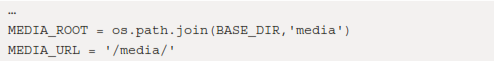 …
MEDIA_ROOT = os.path.join(BASE_DIR,'media')
MEDIA_URL = '/media/'